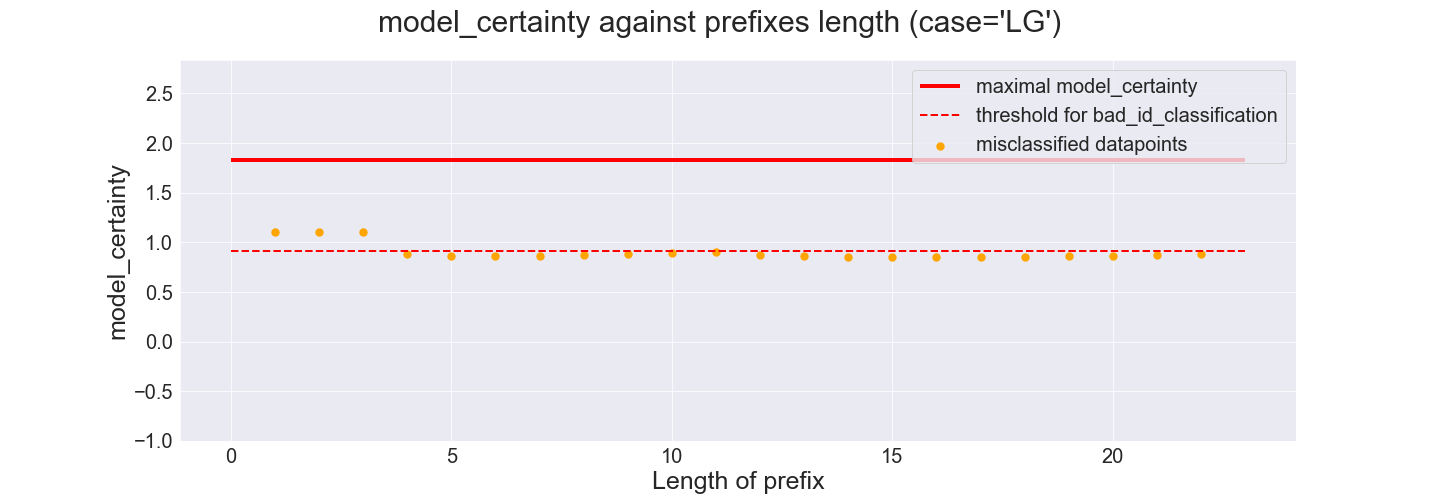 model_certainty against prefixes length (case='LG')
maximal model_certainty
threshold for bad_id_classification
misclassified datapoints
model_certainty
2.5
2.0
1.5
1.0
0.5
0.0
−0.5
−1.0
0 5 10 15 20
Length of prefix